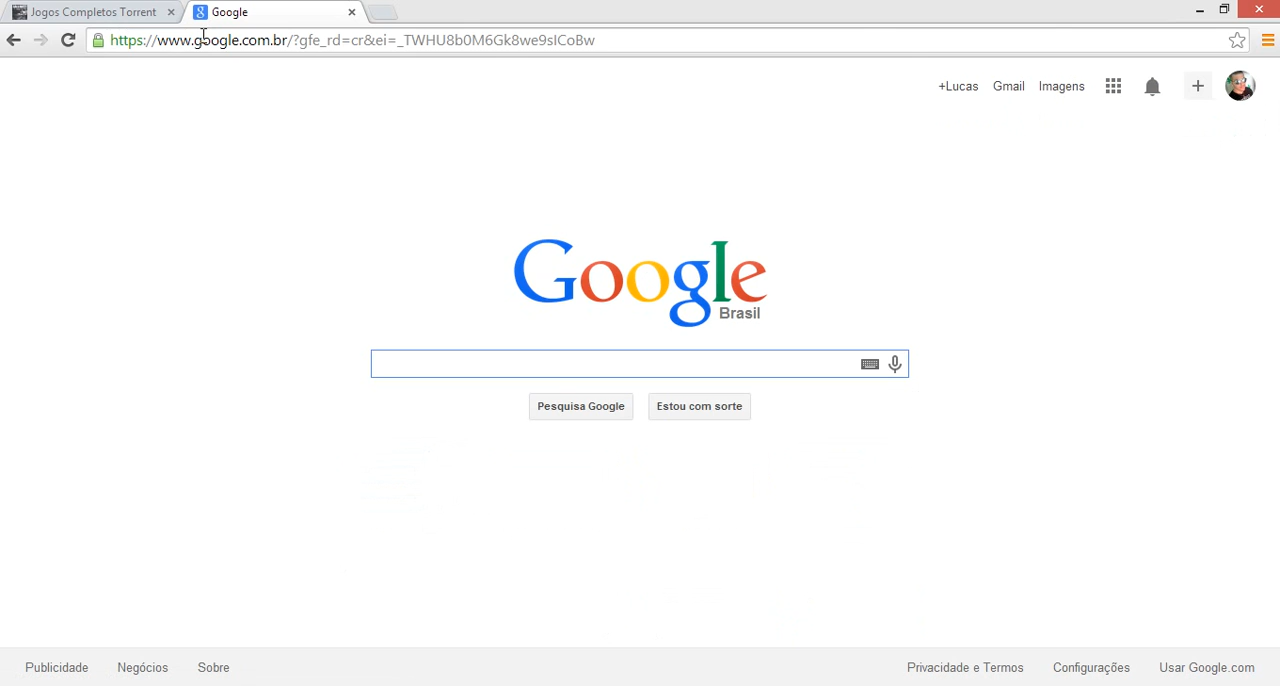 Jogos Completos Torrent
Google
https://www.google.com.br/?gfe_rd=cr&ei=_TWHU8b0M6Gk8we9sICoBw
+Lucas Gmail Imagens
Google
Brasil
Pesquisa Google Estou com sorte
Publicidade Negócios Sobre Privacidade e Termos Configurações Usar Google.com